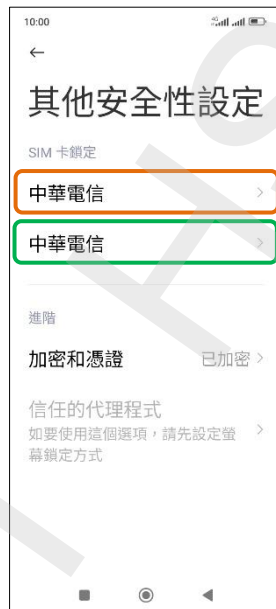 10:00
其他安全性設定
SIM 卡鎖定
中華電信
中華電信
進階
加密和憑證 已加密
信任的代理程式
如要使用這個選項，請先設定螢
幕鎖定方式